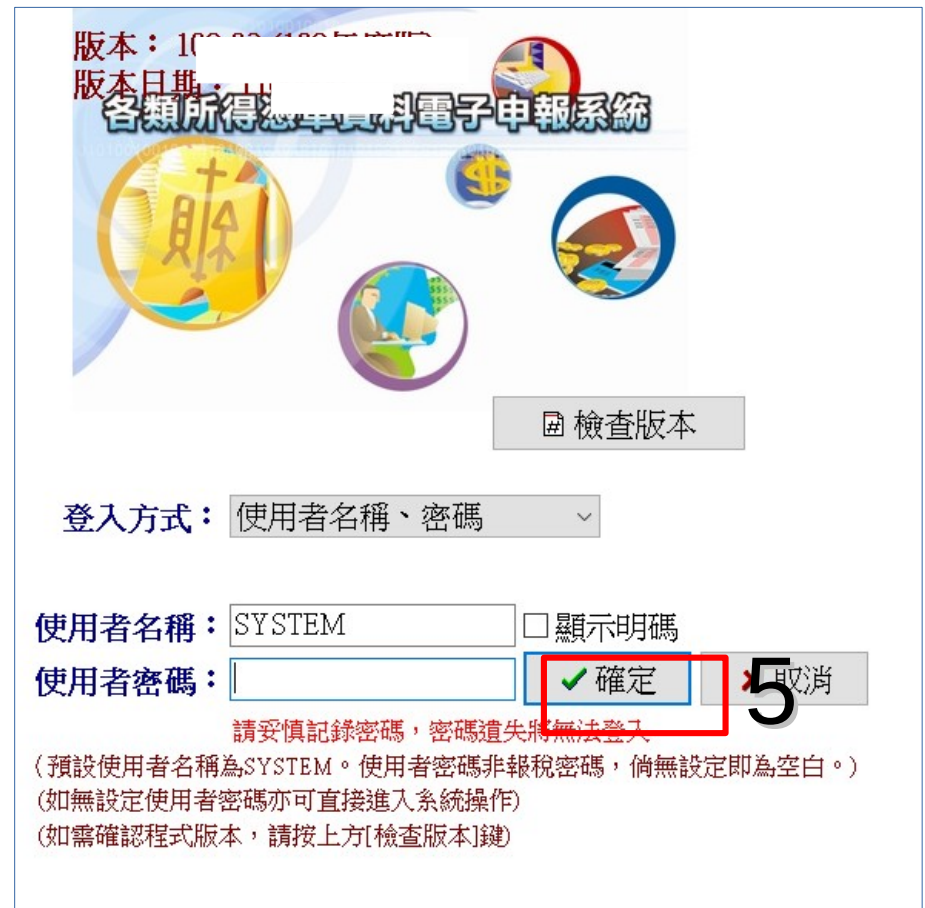 版本：
版本日期：
各類所得憑單資料電子申報系統
財
$
檢查版本
登入方式： 使用者名稱、密碼
使用者名稱： SYSTEM 顯示明碼
使用者密碼： 確定 取消
5
請妥慎記錄密碼，密碼遺失將無法登入
(預設使用者名稱為SYSTEM。使用者密碼非報稅密碼，倘無設定即為空白。)
(如無設定使用者密碼亦可直接進入系統操作)
(如需確認程式版本，請按上方[檢查版本]鍵)